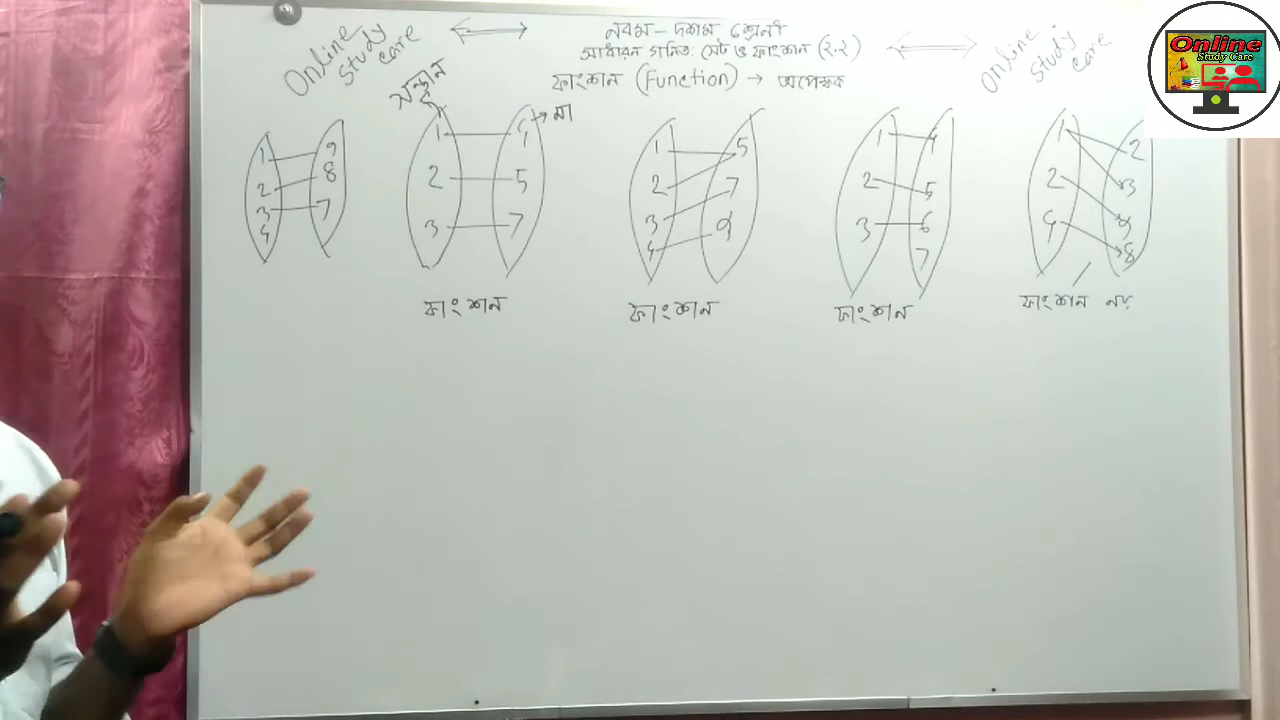 Online Study Care
নবম - দশম শ্রেনী
সাধারন গনিত: সেট ও ফাংশন (২.২)
ফাংশন (Function) → অপেক্ষক
Online Study Care
Online
Study Care
সন্তান
মা
1 9
2 8
3 7
4
1 4
2 5
3 7
ফাংশন
1 5
2 7
3 9
4
ফাংশন
1 4
2 5
3 6
7
ফাংশন
1 2
2 3
4 9
8
ফাংশন নয়